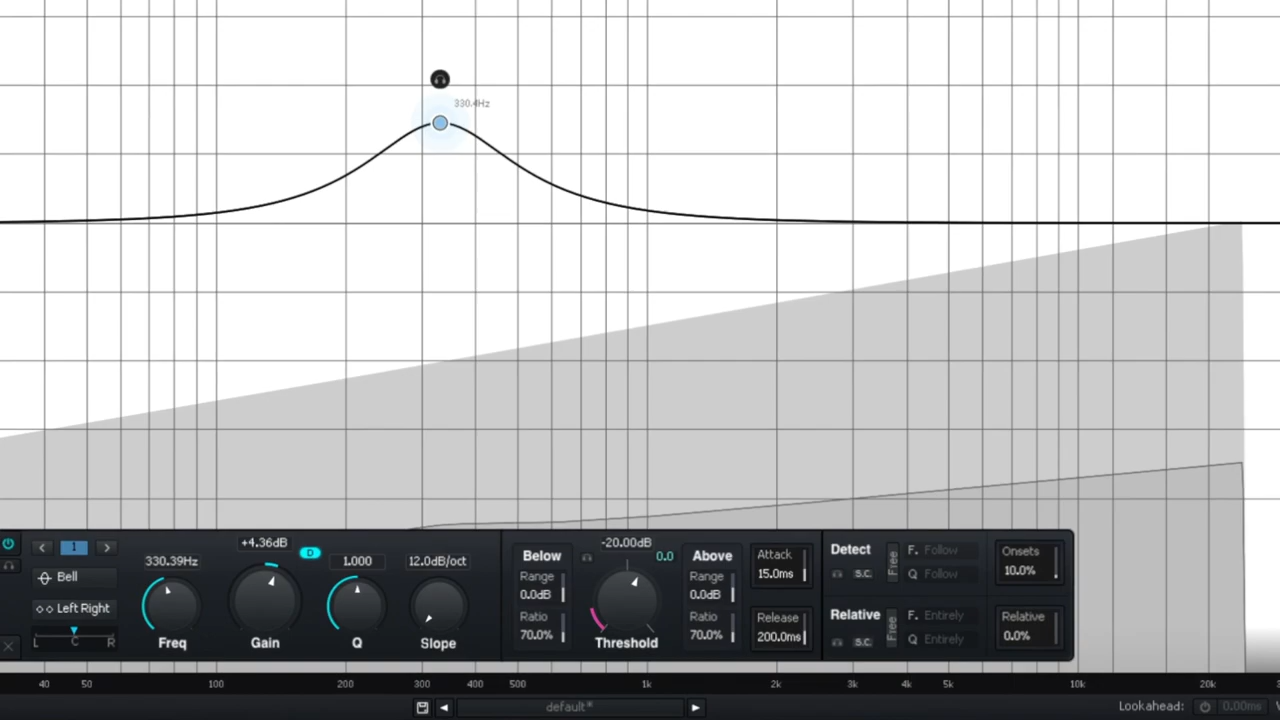 330.4Hz
1
Bell
Left Right
L C R
330.39Hz
Freq
+4.36dB
D
Gain
1.000
Q
12.0dB/oct
Slope
Below
Range
0.0dB
Ratio
70.0%
-20.00dB
0.0
Threshold
Above
Range
0.0dB
Ratio
70.0%
Attack
15.0ms
Release
200.0ms
Detect
S.C.
Free
F. Follow
Q Follow
Onsets
10.0%
Relative
S.C.
Free
F. Entirely
Q Entirely
Relative
0.0%
40 50 100 200 300 400 500 1k 2k 3k 4k 5k 10k 20k
default*
Lookahead: 0.00ms